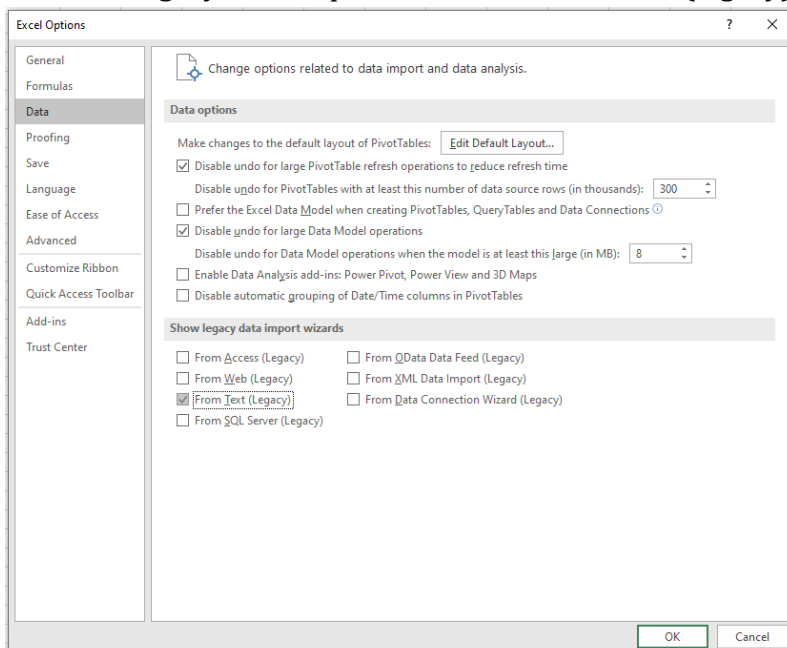 Excel Options ? ×
General
Formulas
Data
Proofing
Save
Language
Ease of Access
Advanced
Customize Ribbon
Quick Access Toolbar
Add-ins
Trust Center
Change options related to data import and data analysis.
Data options
Make changes to the default layout of PivotTables: Edit Default Layout...
Disable undo for large PivotTable refresh operations to reduce refresh time
Disable undo for PivotTables with at least this number of data source rows (in thousands): 300
Prefer the Excel Data Model when creating PivotTables, QueryTables and Data Connections
Disable undo for large Data Model operations
Disable undo for Data Model operations when the model is at least this large (in MB): 8
Enable Data Analysis add-ins: Power Pivot, Power View and 3D Maps
Disable automatic grouping of Date/Time columns in PivotTables
Show legacy data import wizards
From Access (Legacy) From OData Data Feed (Legacy)
From Web (Legacy) From XML Data Import (Legacy)
From Text (Legacy) From Data Connection Wizard (Legacy)
From SQL Server (Legacy)
OK Cancel